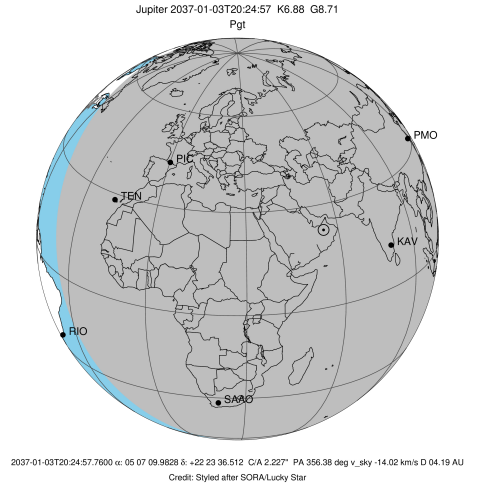 Jupiter 2037-01-03T20:24:57 K6.88 G8.71
Pgt
PMO
PIC
TEN
KAV
RIO
SAAO
2037-01-03T20:24:57.7600 α: 05 07 09.9828 δ: +22 23 36.512 C/A 2.227" PA 356.38 deg v_sky -14.02 km/s D 04.19 AU
Credit: Styled after SORA/Lucky Star